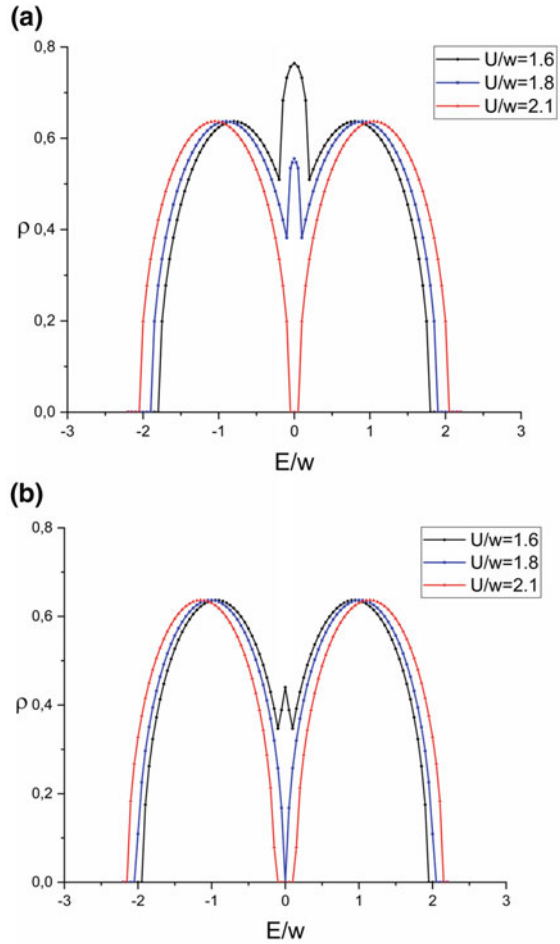 (a)
U/w=1.6
U/w=1.8
U/w=2.1
0,8
0,6
ρ
0,4
0,2
0,0
-3 -2 -1 0 1 2 3
E/w
(b)
U/w=1.6
U/w=1.8
U/w=2.1
0,8
0,6
ρ
0,4
0,2
0,0
-3 -2 -1 0 1 2 3
E/w